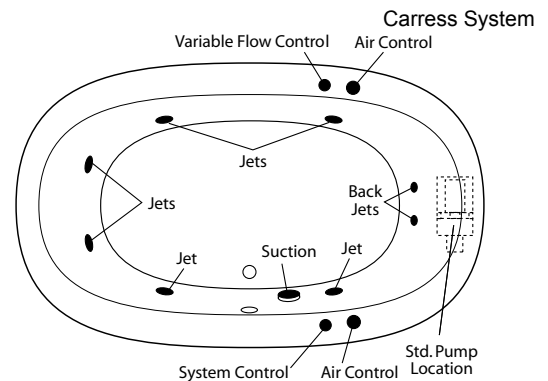 Carress System
Variable Flow Control
Air Control
Jets
Jets
Back
Jets
Jet
Suction
Jet
System Control
Air Control
Std. Pump
Location